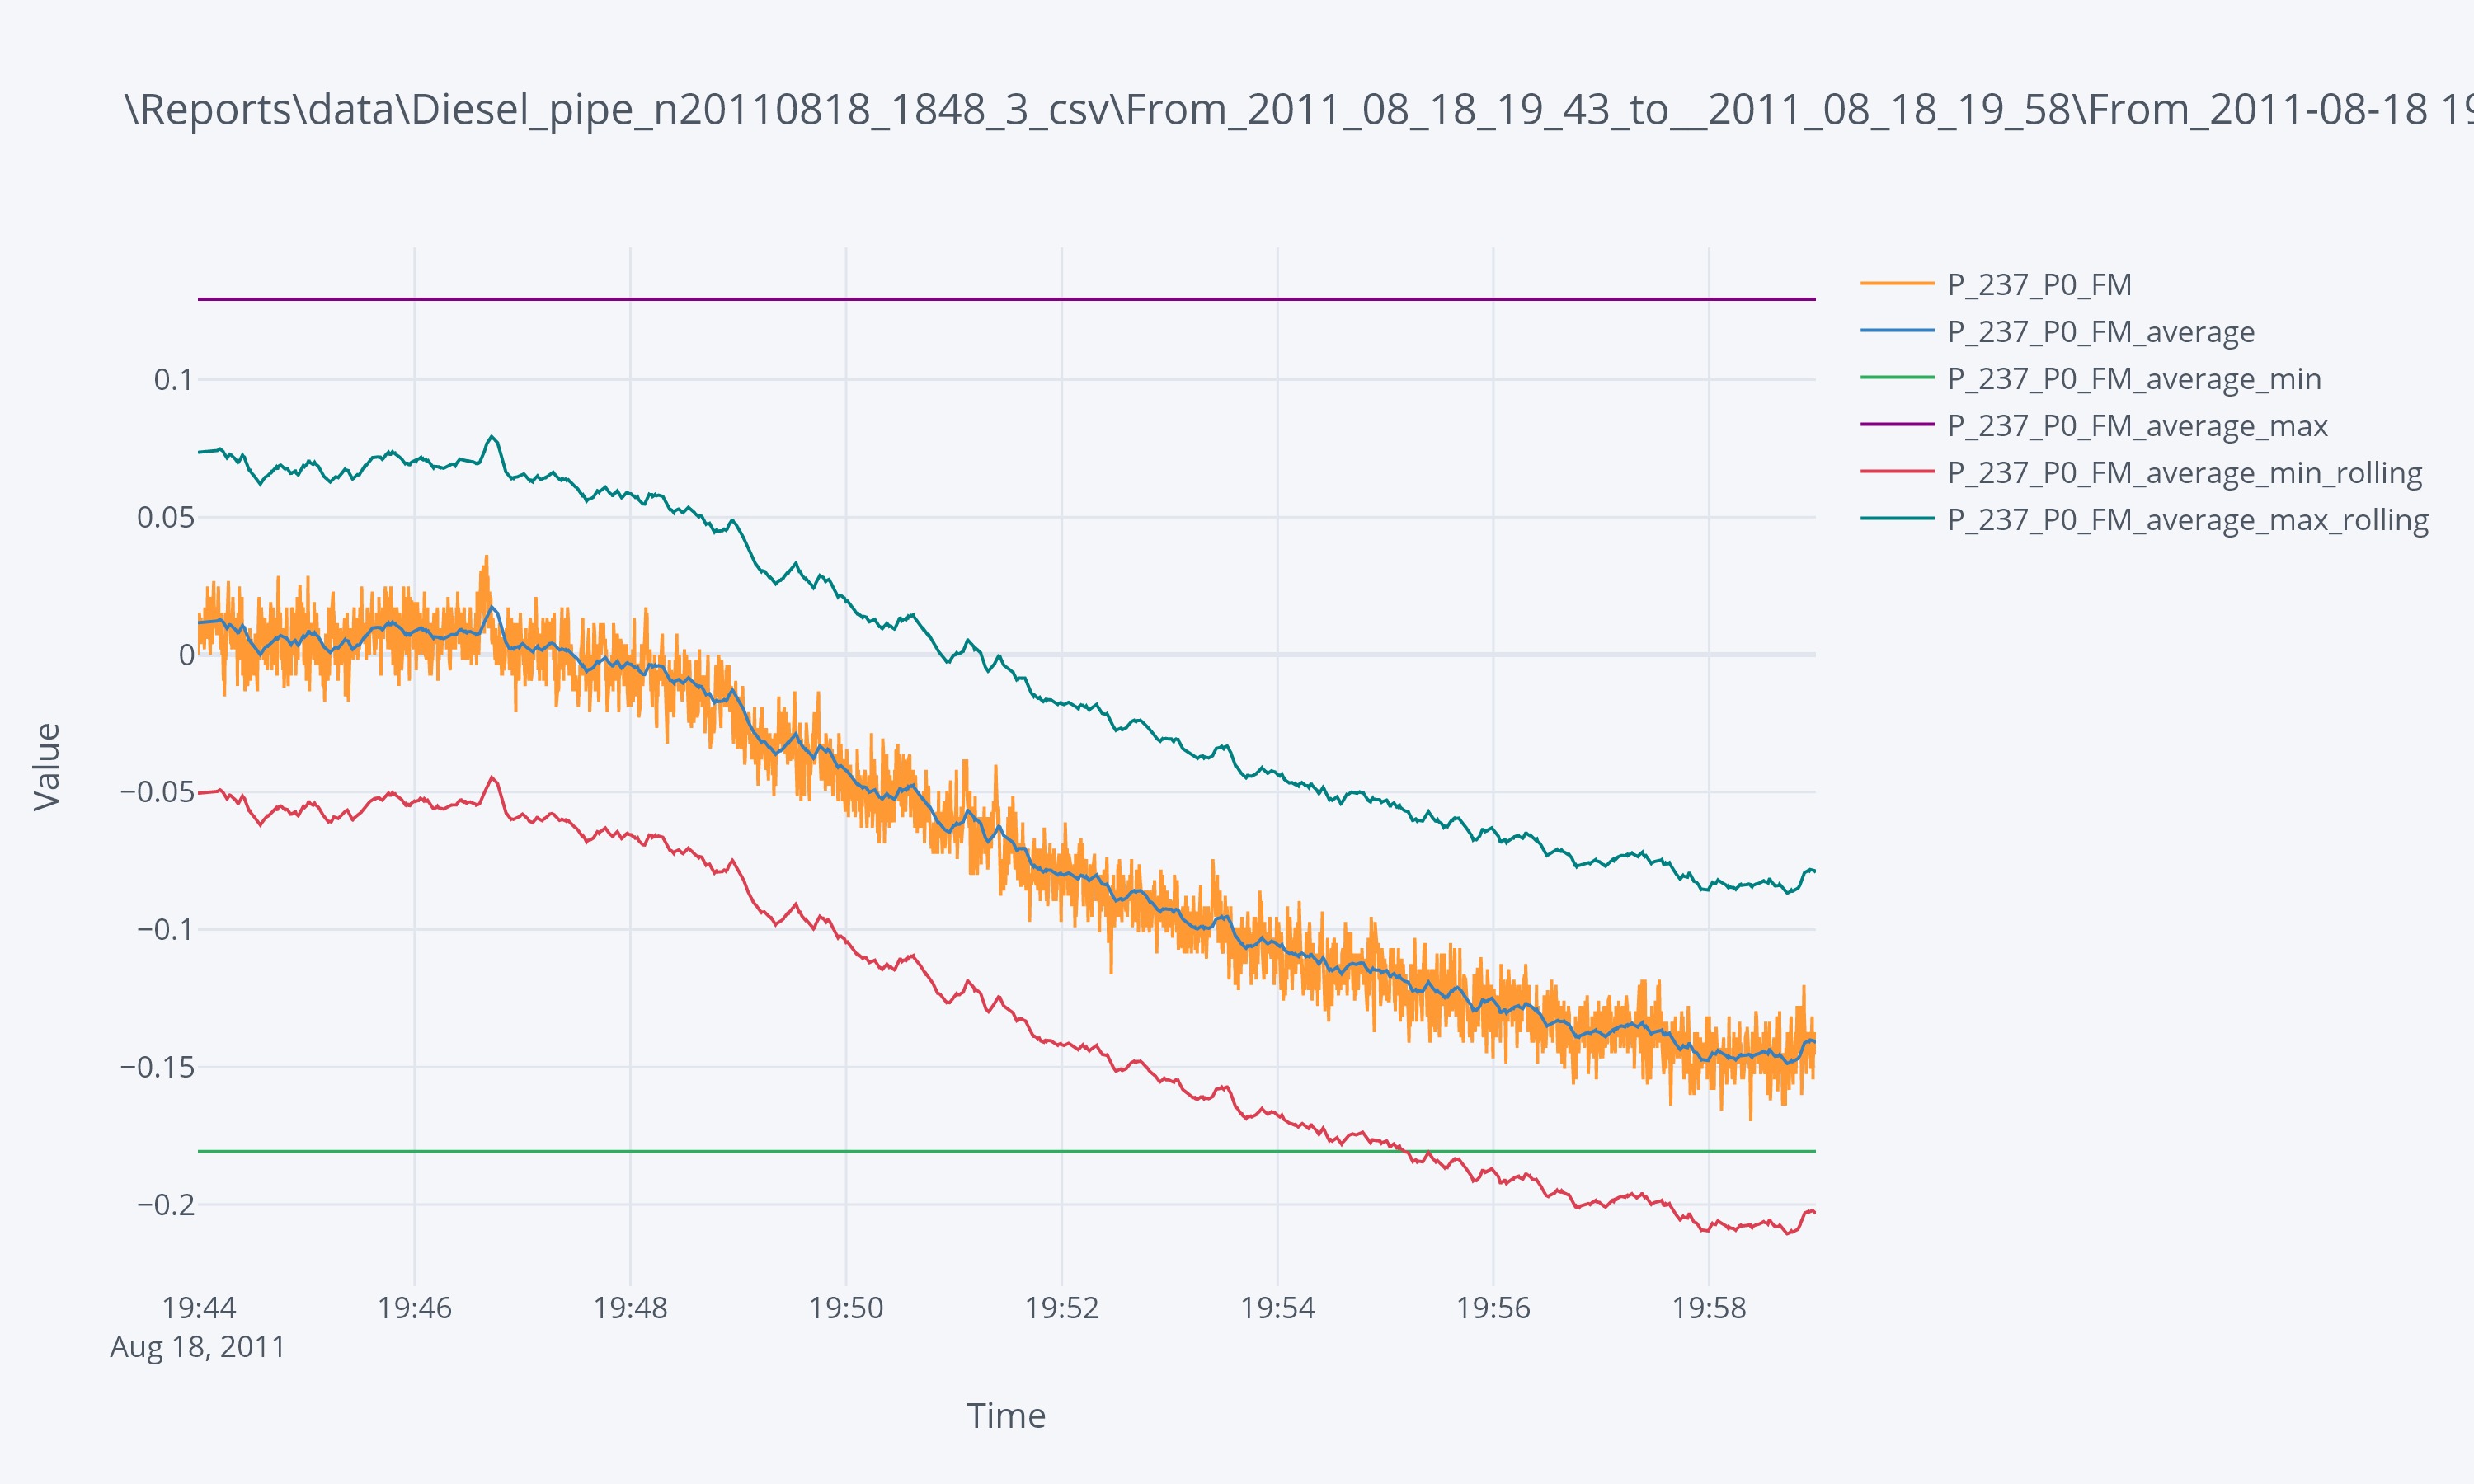 \Reports\data\Diesel_pipe_n20110818_1848_3_csv\From_2011_08_18_19_43_to__2011_08_18_19_58\From_2011-08-18 19
P_237_P0_FM
P_237_P0_FM_average
P_237_P0_FM_average_min
P_237_P0_FM_average_max
P_237_P0_FM_average_min_rolling
P_237_P0_FM_average_max_rolling
0.1
0.05
0
−0.05
−0.1
−0.15
−0.2
Value
19:44 19:46 19:48 19:50 19:52 19:54 19:56 19:58
Aug 18, 2011
Time